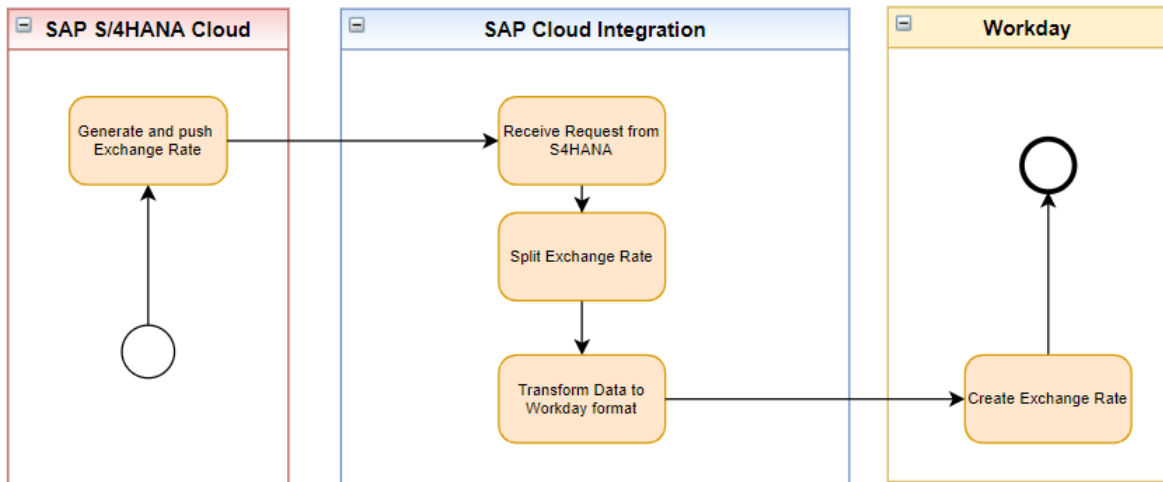 SAP S/4HANA Cloud
SAP Cloud Integration
Workday
Generate and push
Exchange Rate
Receive Request from
S4HANA
Split Exchange Rate
Transform Data to
Workday format
Create Exchange Rate